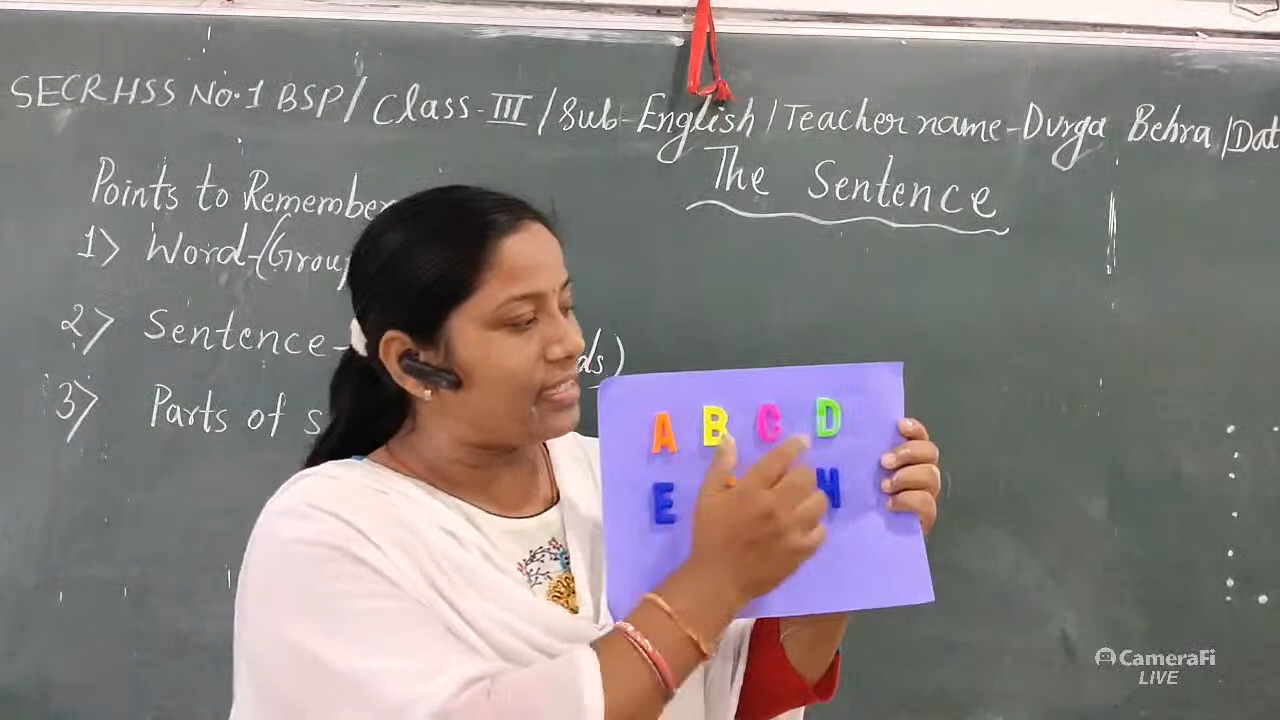 SECRHSS No.1 BSP/ Class-III/Sub-English/Teacher name-Durga Behra/Dat
The Sentence
Points to Remember
1> Word-(Group
2> Sentence- ds)
3> Parts of s
A B C D
E H
CameraFi
LIVE